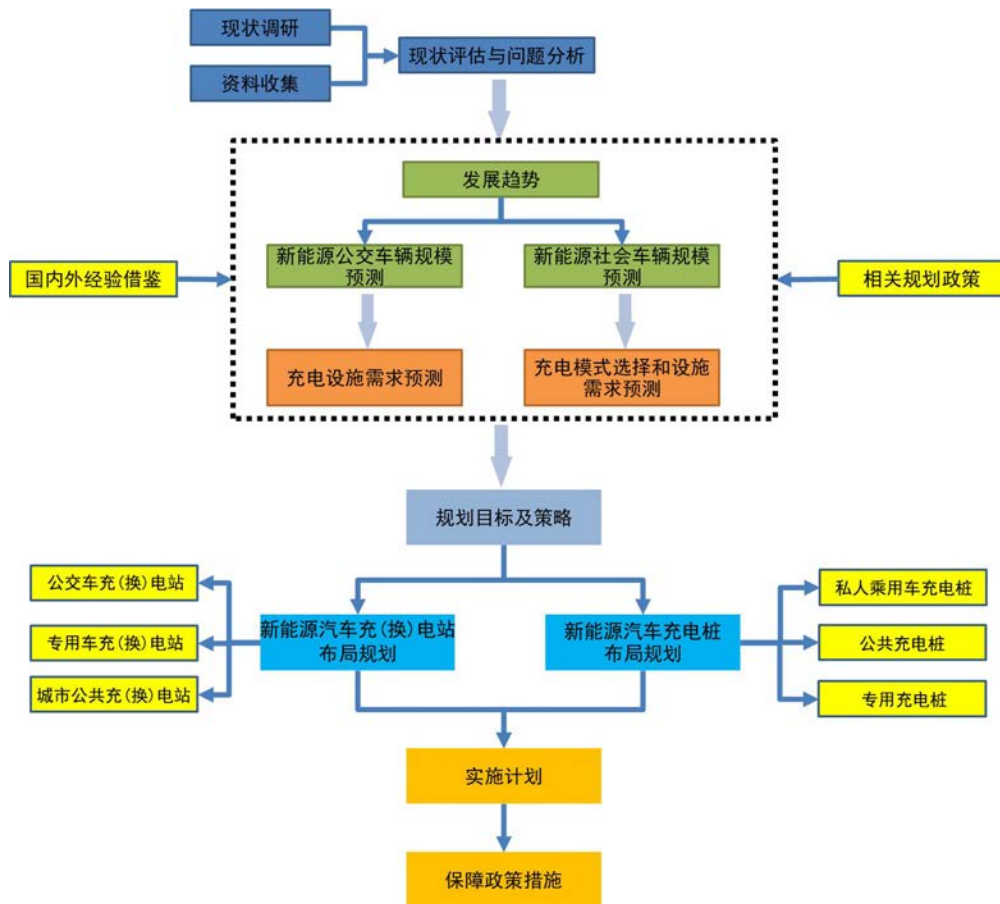 现状调研
资料收集
现状评估与问题分析
发展趋势
新能源公交车辆规模
预测
新能源社会车辆规模
预测
国内外经验借鉴
相关规划政策
充电设施需求预测
充电模式选择和设施
需求预测
规划目标及策略
公交车充(换)电站
专用车充(换)电站
城市公共充(换)电站
新能源汽车充(换)电站
布局规划
新能源汽车充电桩
布局规划
私人乘用车充电桩
公共充电桩
专用充电桩
实施计划
保障政策措施